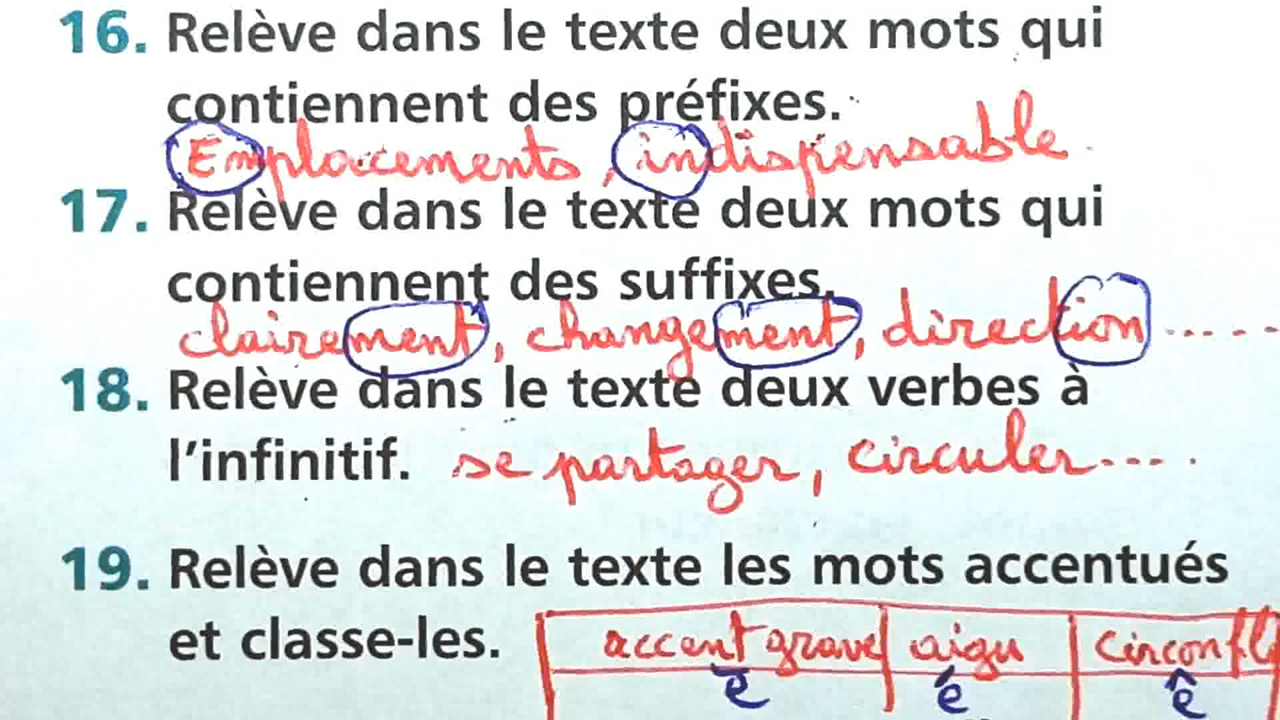 16. Relève dans le texte deux mots qui
contiennent des préfixes.
Emplacements, indispensable
17. Relève dans le texte deux mots qui
contiennent des suffixes.
clairement, changement, direction.....
18. Relève dans le texte deux verbes à
l'infinitif. se partager, circuler....
19. Relève dans le texte les mots accentués
et classe-les. accent grave aigu circonfl
è é ê